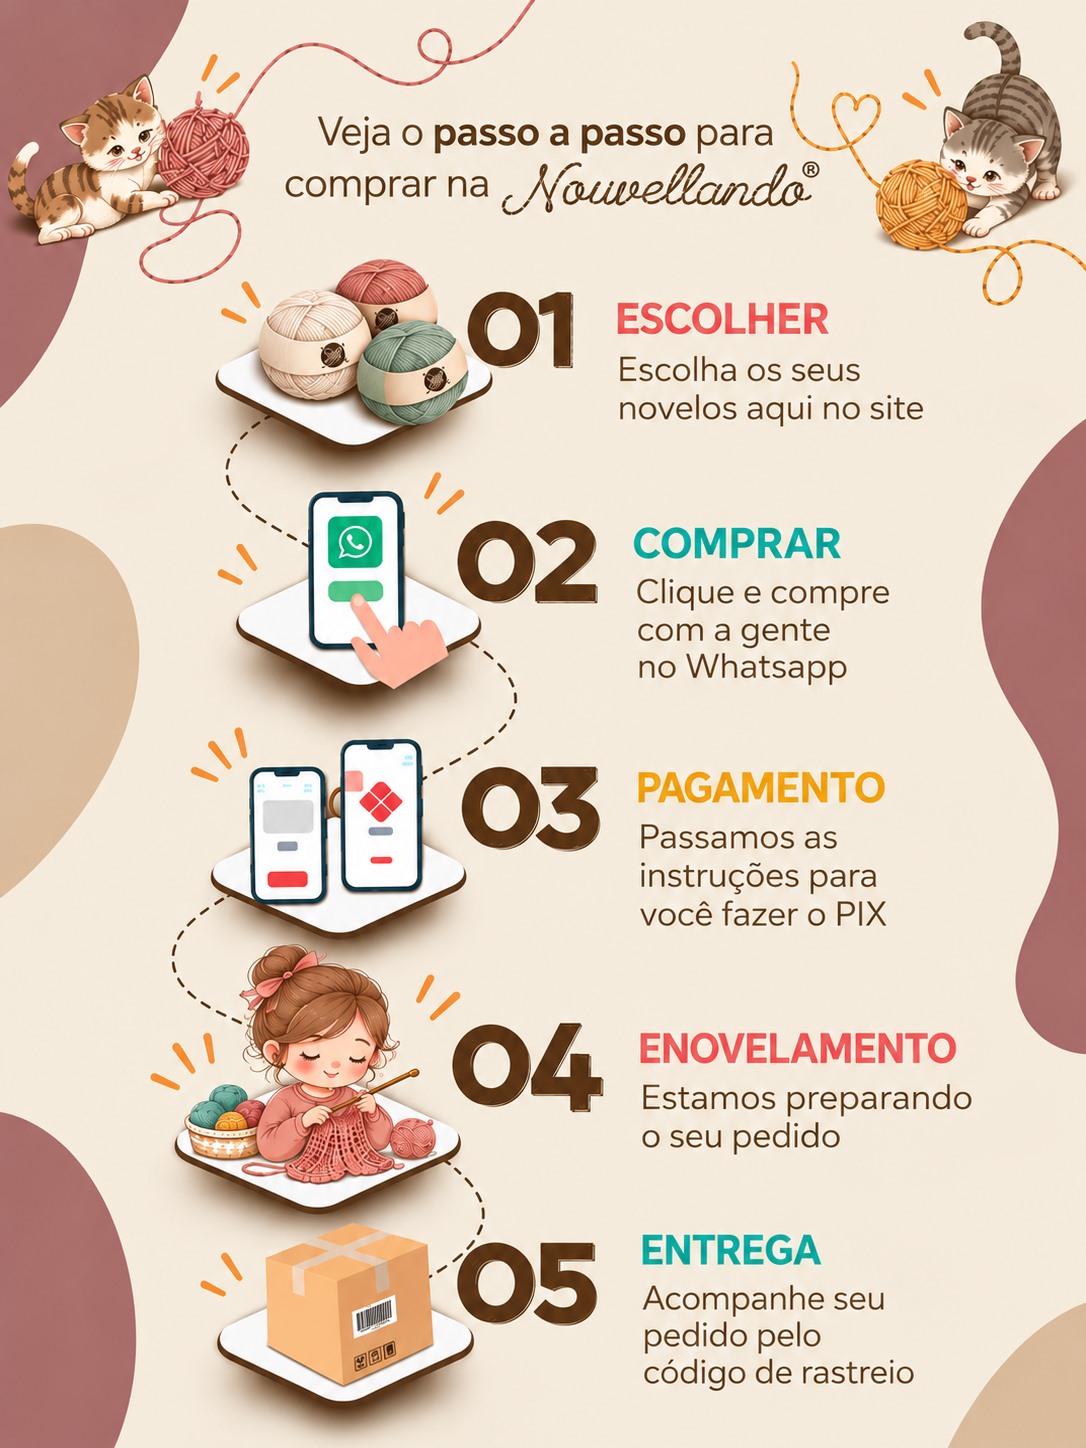 Veja o passo a passo para
comprar na Nouvellando®
01
ESCOLHER
Escolha os seus
novelos aqui no site
02
COMPRAR
Clique e compre
com a gente
no Whatsapp
03
PAGAMENTO
Passamos as
instruções para
você fazer o PIX
04
ENOVELAMENTO
Estamos preparando
o seu pedido
05
ENTREGA
Acompanhe seu
pedido pelo
código de rastreio